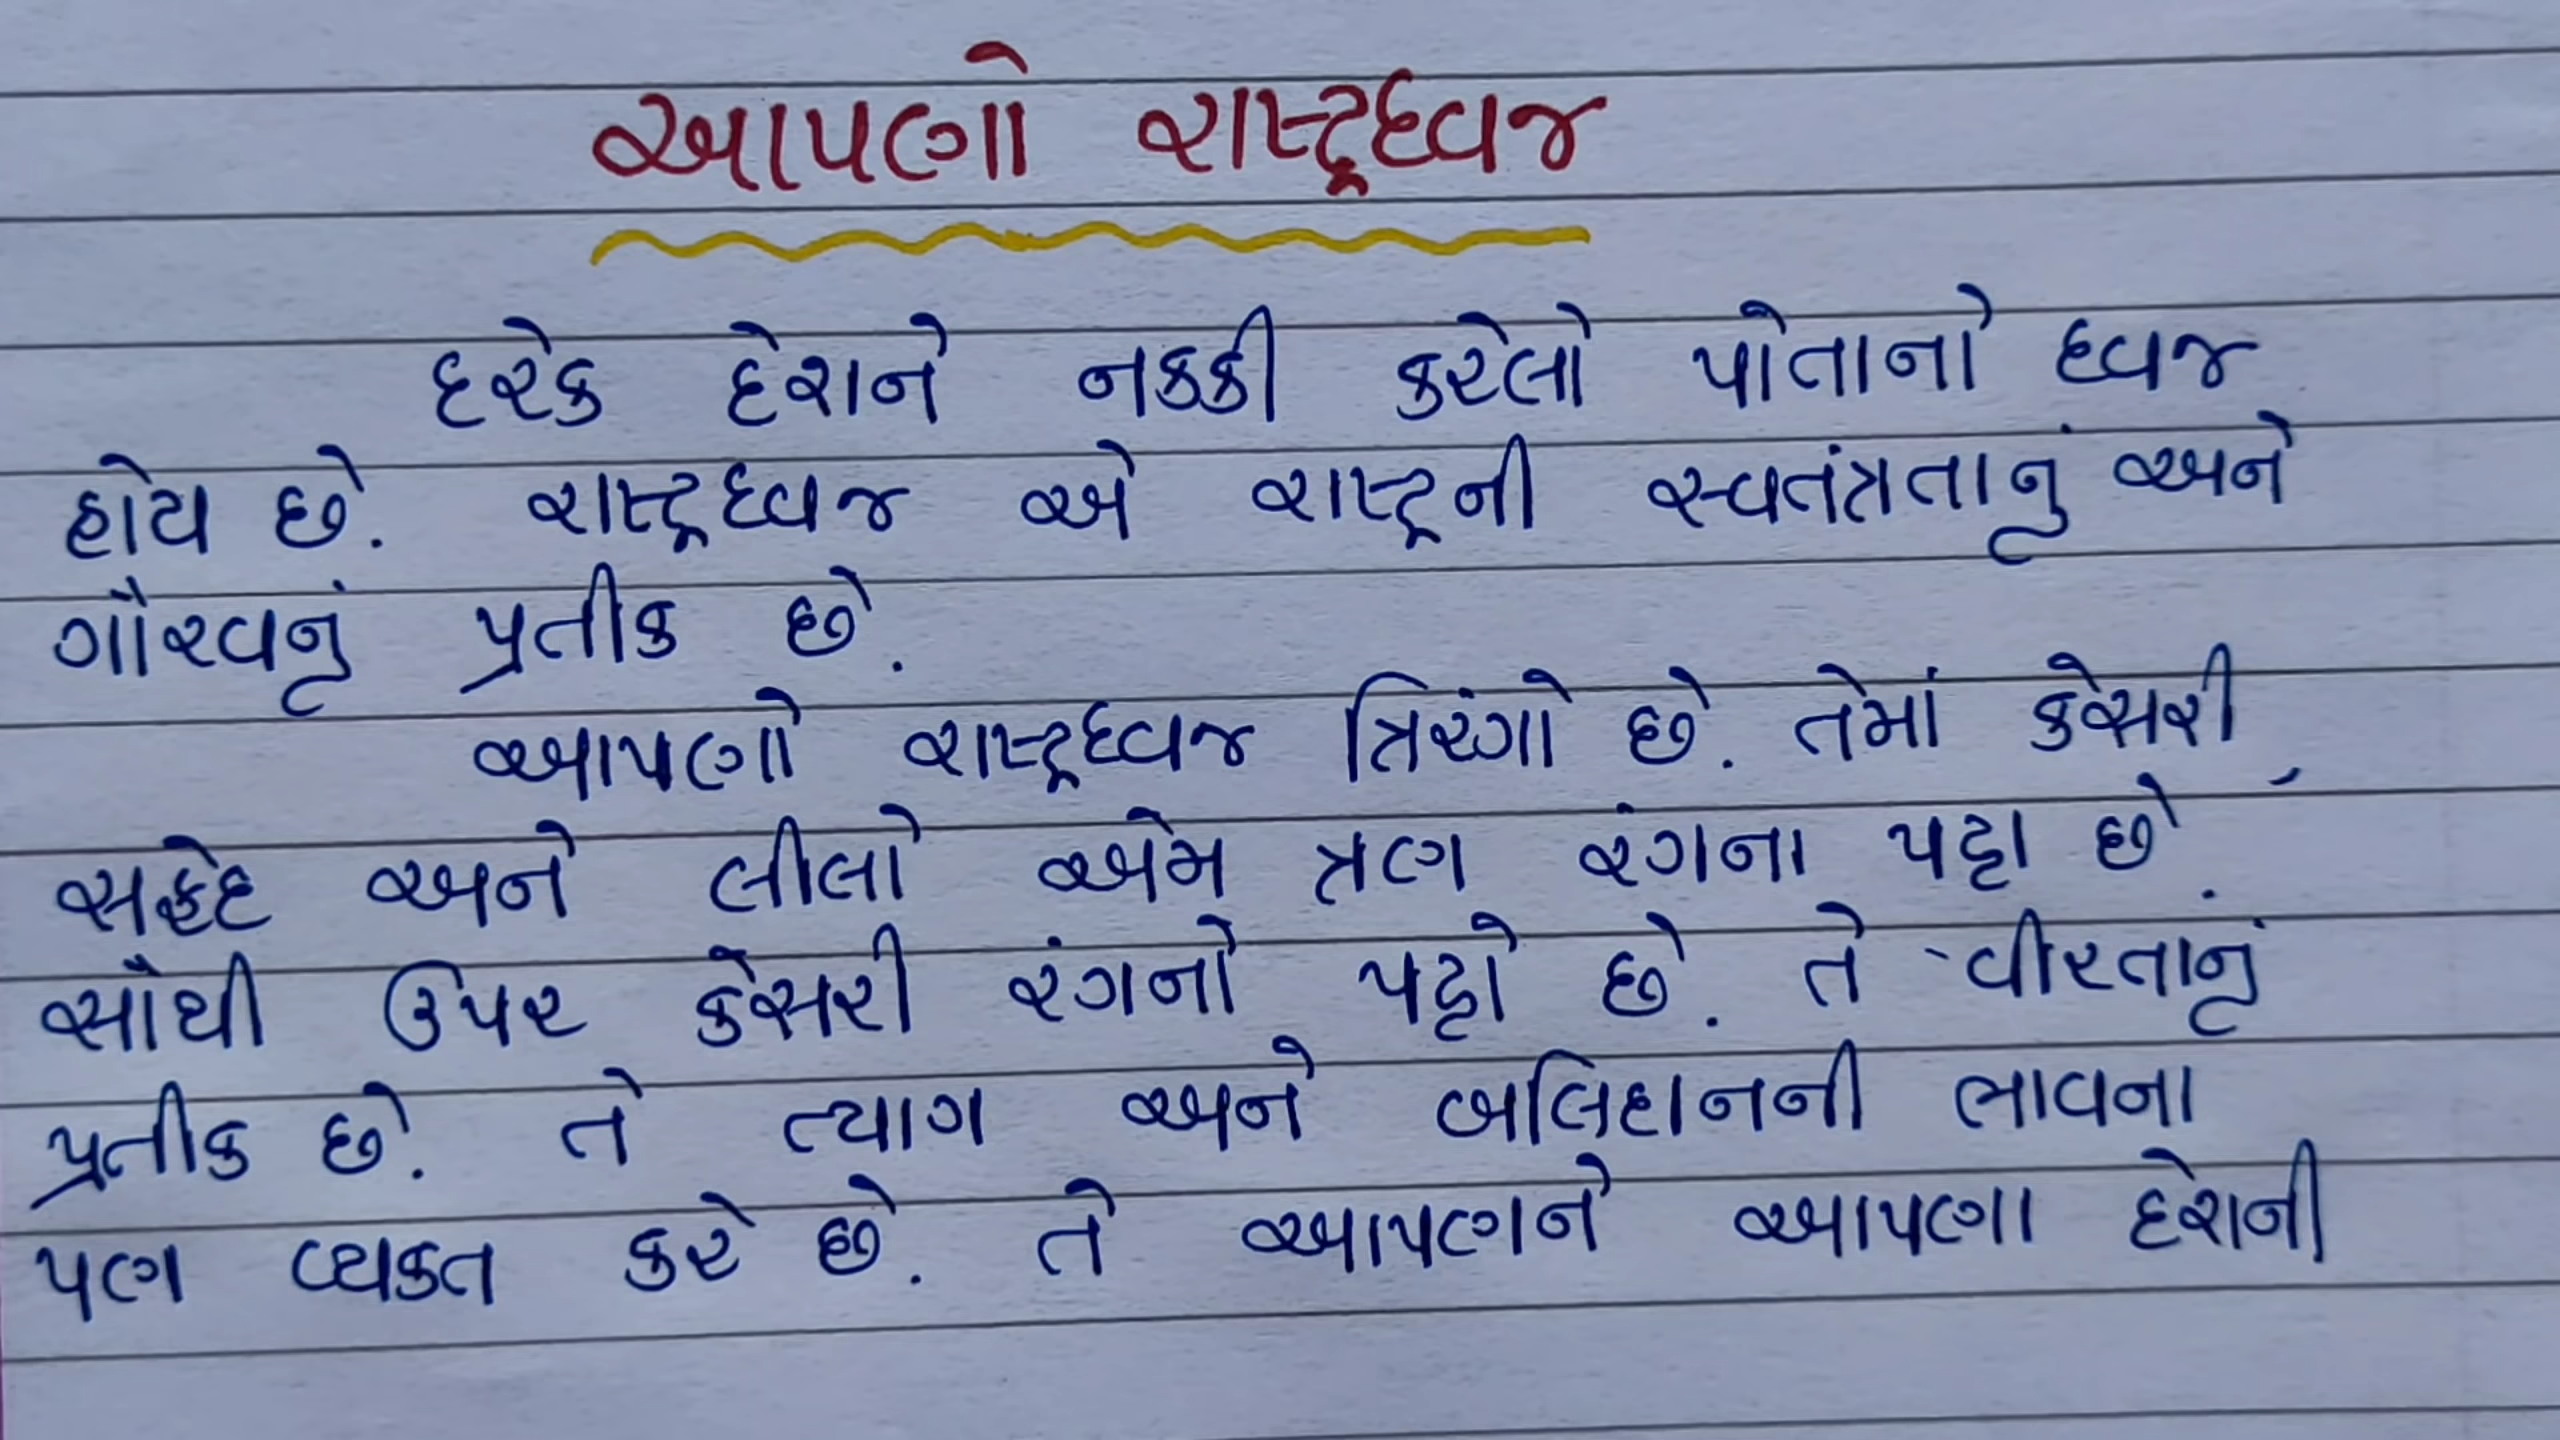 આપણો રાષ્ટ્રધ્વજ
દરેક દેશને નક્કી કરેલો પોતાનો ધ્વજ
હોય છે. રાષ્ટ્રધ્વજ એ રાષ્ટ્રની સ્વતંત્રતાનું અને
ગૌરવનું પ્રતીક છે.
આપણો રાષ્ટ્રધ્વજ ત્રિરંગો છે. તેમાં કેસરી,
સફેદ અને લીલો એમ ત્રણ રંગના પટ્ટા છે.
સૌથી ઉપર કેસરી રંગનો પટ્ટો છે. તે વીરતાનું
પ્રતીક છે. તે ત્યાગ અને બલિદાનની ભાવના
પણ વ્યક્ત કરે છે. તે આપણને આપણા દેશની